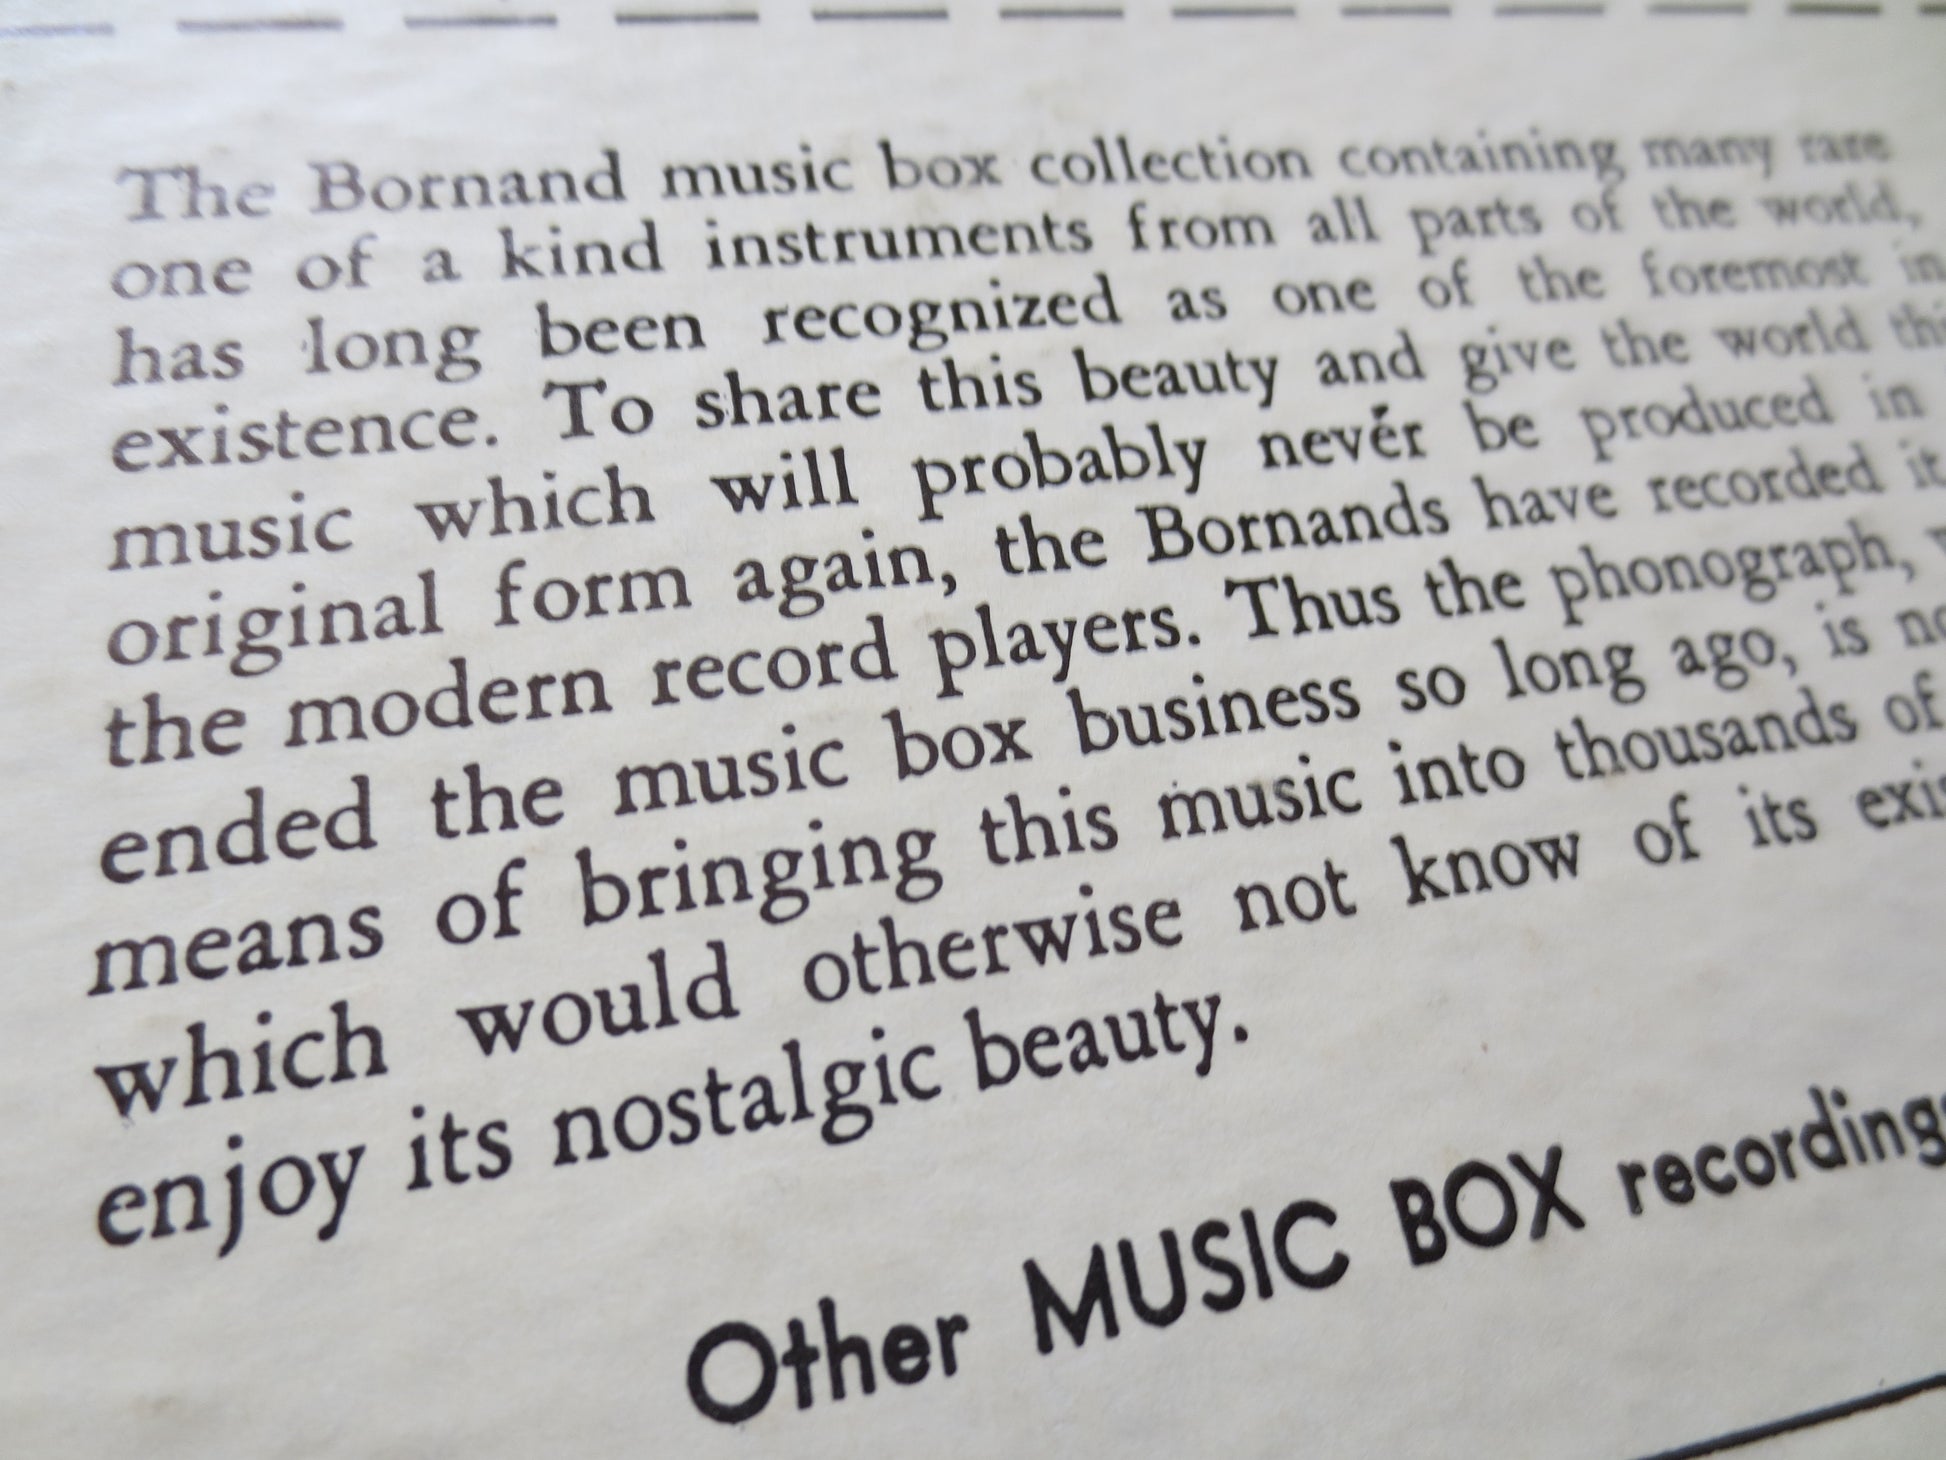 The Bornand music box collection containing many rare
one of a kind instruments from all parts of the world,
has long been recognized as one of the foremost in
existence. To share this beauty and give the world
music which will probably never be produced in
original form again, the Bornands have recorded it
the modern record players. Thus the phonograph,
ended the music box business so long ago, is
means of bringing this music into thousands of
which would otherwise not know of its
enjoy its nostalgic beauty.
Other MUSIC BOX recordings